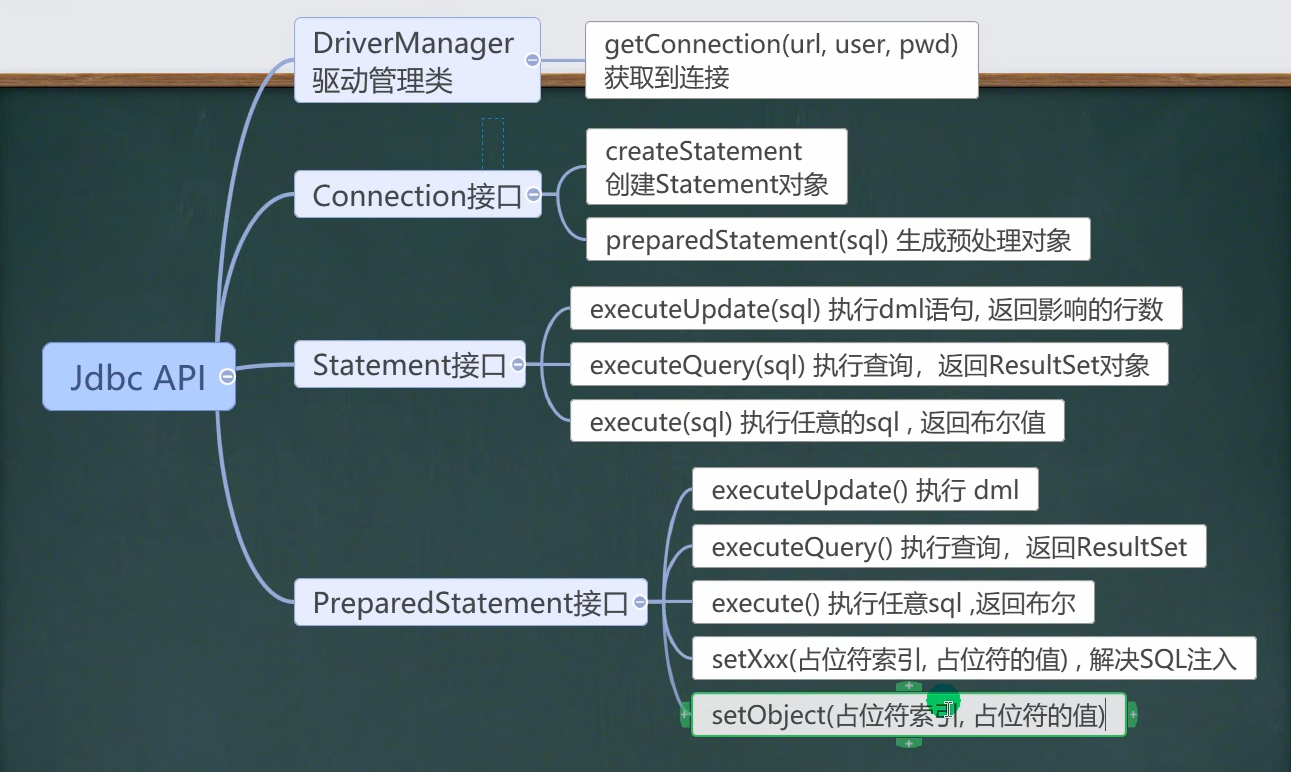 DriverManager
驱动管理类
getConnection(url, user, pwd)
获取到连接
Connection接口
createStatement
创建Statement对象
preparedStatement(sql) 生成预处理对象
Jdbc API
Statement接口
executeUpdate(sql) 执行dml语句, 返回影响的行数
executeQuery(sql) 执行查询，返回ResultSet对象
execute(sql) 执行任意的sql , 返回布尔值
PreparedStatement接口
executeUpdate() 执行 dml
executeQuery() 执行查询，返回ResultSet
execute() 执行任意sql ,返回布尔
setXxx(占位符索引, 占位符的值) , 解决SQL注入
setObject(占位符索引, 占位符的值)